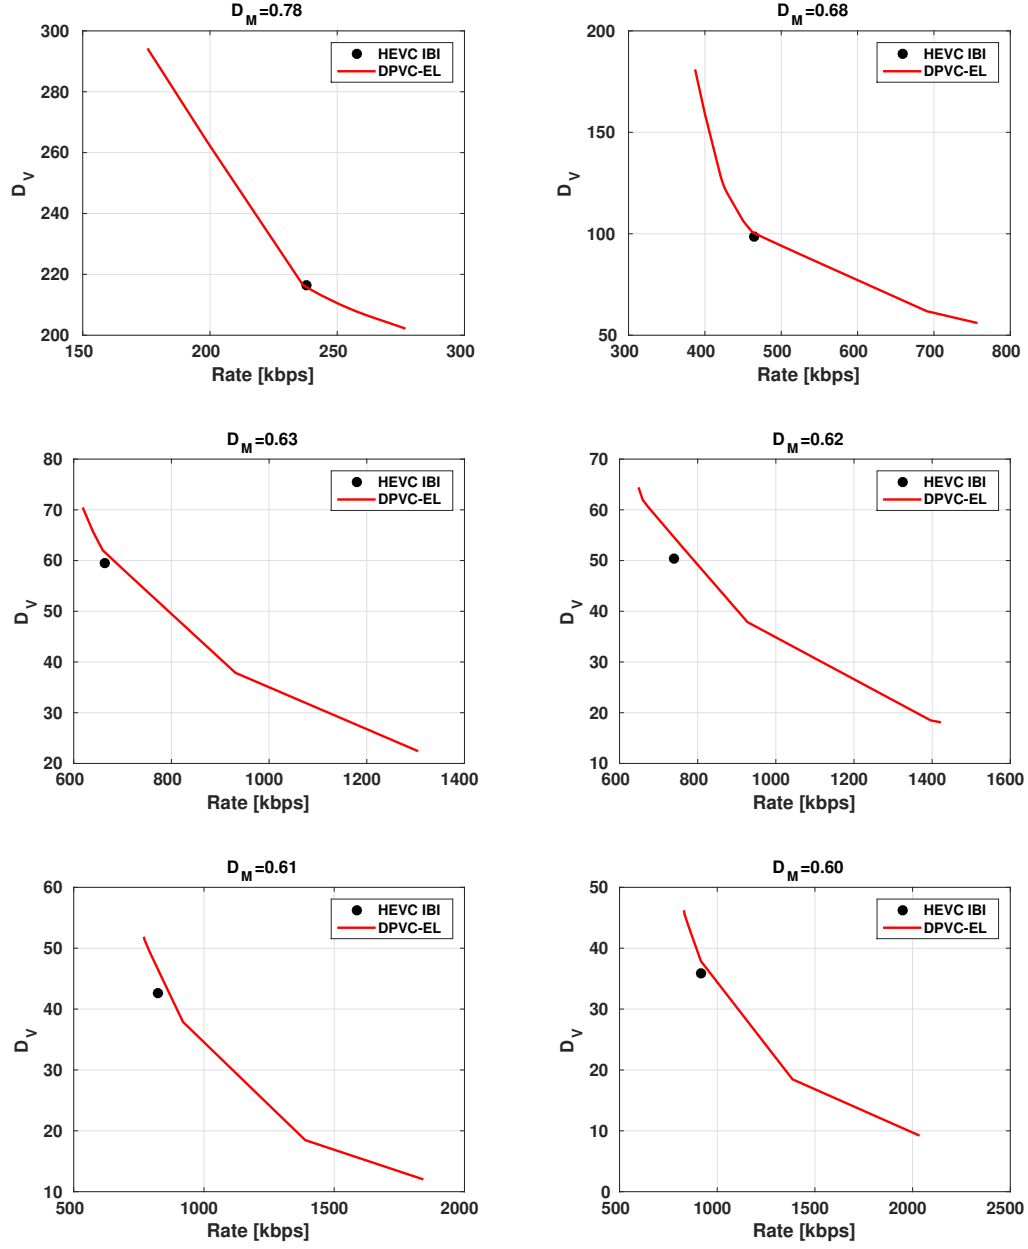 D_M=0.78
300
280
260
240
220
200
D_V
150
200
250
300
Rate [kbps]
HEVC IBI
DPVC-EL
D_M=0.68
200
150
100
50
D_V
300
400
500
600
700
800
Rate [kbps]
HEVC IBI
DPVC-EL
D_M=0.63
80
70
60
50
40
30
20
D_V
600
800
1000
1200
1400
Rate [kbps]
HEVC IBI
DPVC-EL
D_M=0.62
70
60
50
40
30
20
10
D_V
600
800
1000
1200
1400
1600
Rate [kbps]
HEVC IBI
DPVC-EL
D_M=0.61
60
50
40
30
20
10
D_V
500
1000
1500
2000
Rate [kbps]
HEVC IBI
DPVC-EL
D_M=0.60
50
40
30
20
10
0
D_V
500
1000
1500
2000
2500
Rate [kbps]
HEVC IBI
DPVC-EL